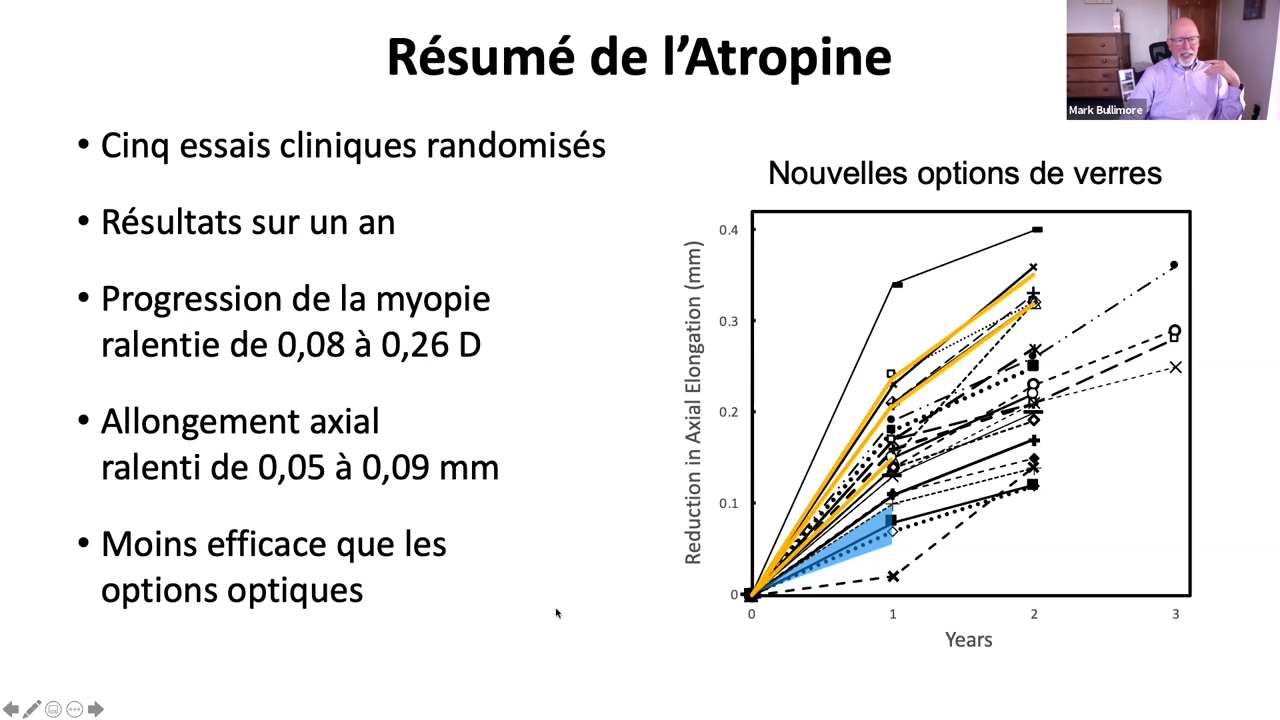 Résumé de l’Atropine
Mark Bullimore
• Cinq essais cliniques randomisés
• Résultats sur un an
• Progression de la myopie
ralentie de 0,08 à 0,26 D
• Allongement axial
ralenti de 0,05 à 0,09 mm
• Moins efficace que les
options optiques
Nouvelles options de verres
Reduction in Axial Elongation (mm)
0.4
0.3
0.2
0.1
0
0 1 2 3
Years